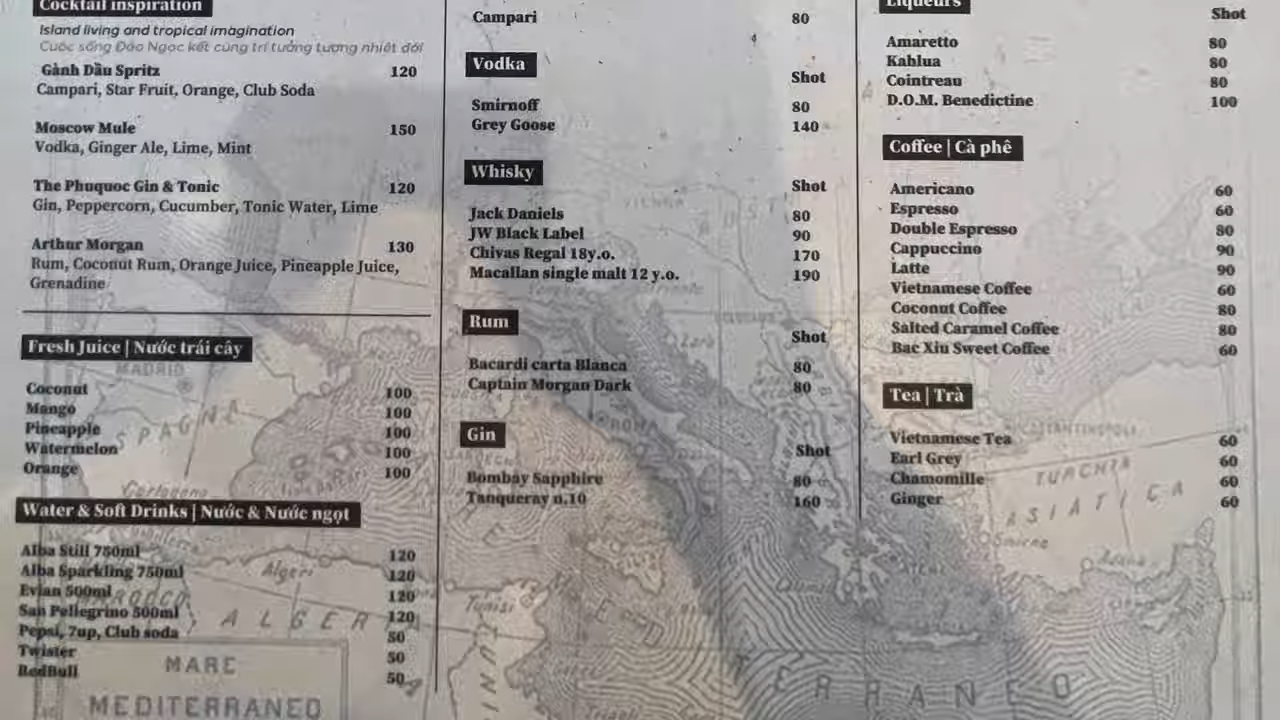 Cocktail inspiration
Island living and tropical imagination
Cuộc sống Đảo Ngọc kết cùng trí tưởng tượng nhiệt đới
Gành Dầu Spritz 120
Campari, Star Fruit, Orange, Club Soda
Moscow Mule 150
Vodka, Ginger Ale, Lime, Mint
The Phuquoc Gin & Tonic 120
Gin, Peppercorn, Cucumber, Tonic Water, Lime
Arthur Morgan 130
Rum, Coconut Rum, Orange Juice, Pineapple Juice,
Grenadine
Fresh Juice | Nước trái cây
Coconut 100
Mango 100
Pineapple 100
Watermelon 100
Orange 100
Water & Soft Drinks | Nước & Nước ngọt
Alba Still 750ml 120
Alba Sparkling 750ml 120
Evian 500ml 120
San Pellegrino 500ml 120
Pepsi, 7up, Club soda 50
Twister 50
RedBull 50
Campari 80
Vodka
Shot
Smirnoff 80
Grey Goose 140
Whisky
Shot
Jack Daniels 80
JW Black Label 90
Chivas Regal 18y.o. 170
Macallan single malt 12 y.o. 190
Rum
Shot
Bacardi carta Blanca 80
Captain Morgan Dark 80
Gin
Shot
Bombay Sapphire 80
Tanqueray n.10 160
Liqueurs
Shot
Amaretto 80
Kahlua 80
Cointreau 80
D.O.M. Benedictine 100
Coffee | Cà phê
Americano 60
Espresso 60
Double Espresso 80
Cappuccino 90
Latte 90
Vietnamese Coffee 60
Coconut Coffee 80
Salted Caramel Coffee 80
Bac Xiu Sweet Coffee 60
Tea | Trà
Vietnamese Tea 60
Earl Grey 60
Chamomille 60
Ginger 60
MADRID
SPAGNA
Cartagena
Algeri
ALGER
Tunisi
MARE
MEDITERRANEO
VIENNA
Zara
ROMA
TURCHIA
ASIATICA
Smirne
Adana
ERRANEO